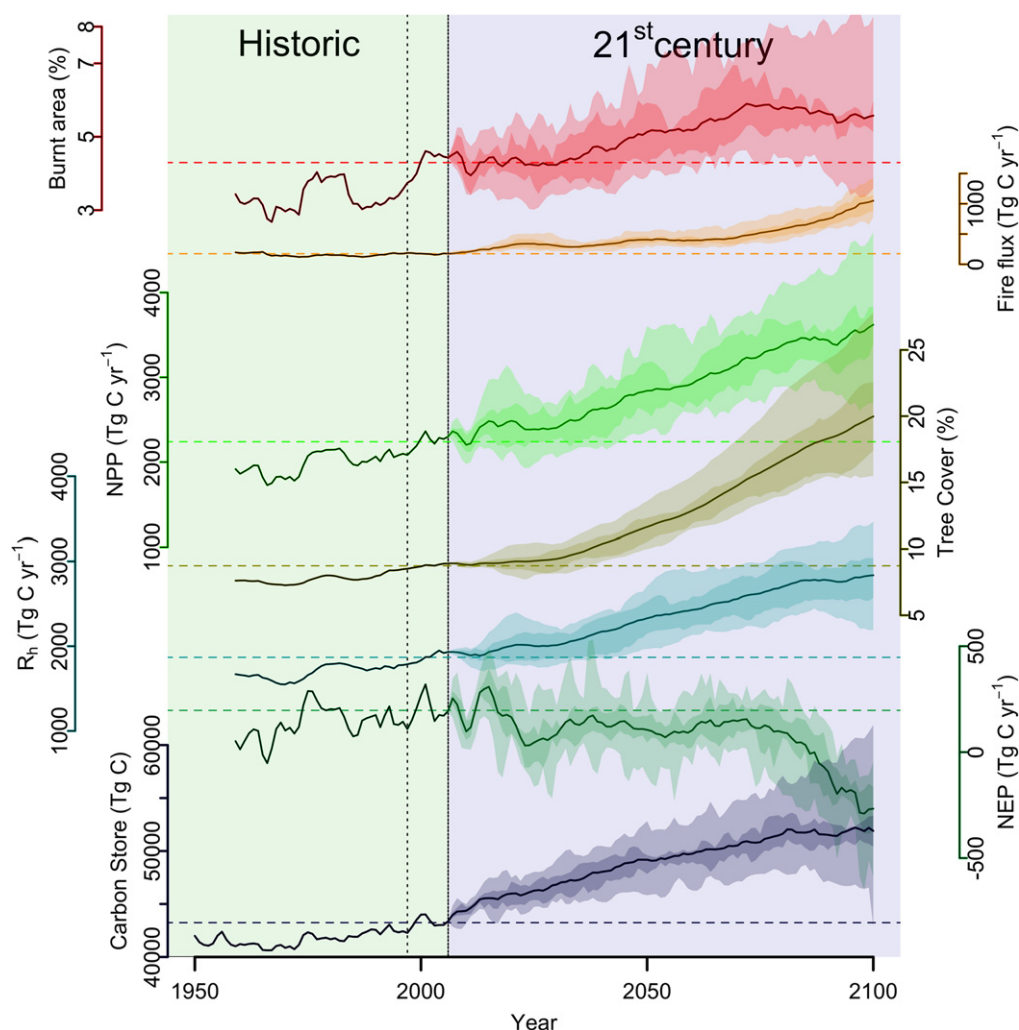 Historic
21st century
Burnt area (%)
8
7
5
3
Fire flux (Tg C yr⁻¹)
1000
0
NPP (Tg C yr⁻¹)
4000
3000
2000
1000
Tree Cover (%)
25
20
15
10
5
Rh (Tg C yr⁻¹)
4000
3000
2000
1000
NEP (Tg C yr⁻¹)
500
0
-500
Carbon Store (Tg C)
60000
50000
40000
1950 2000 2050 2100
Year